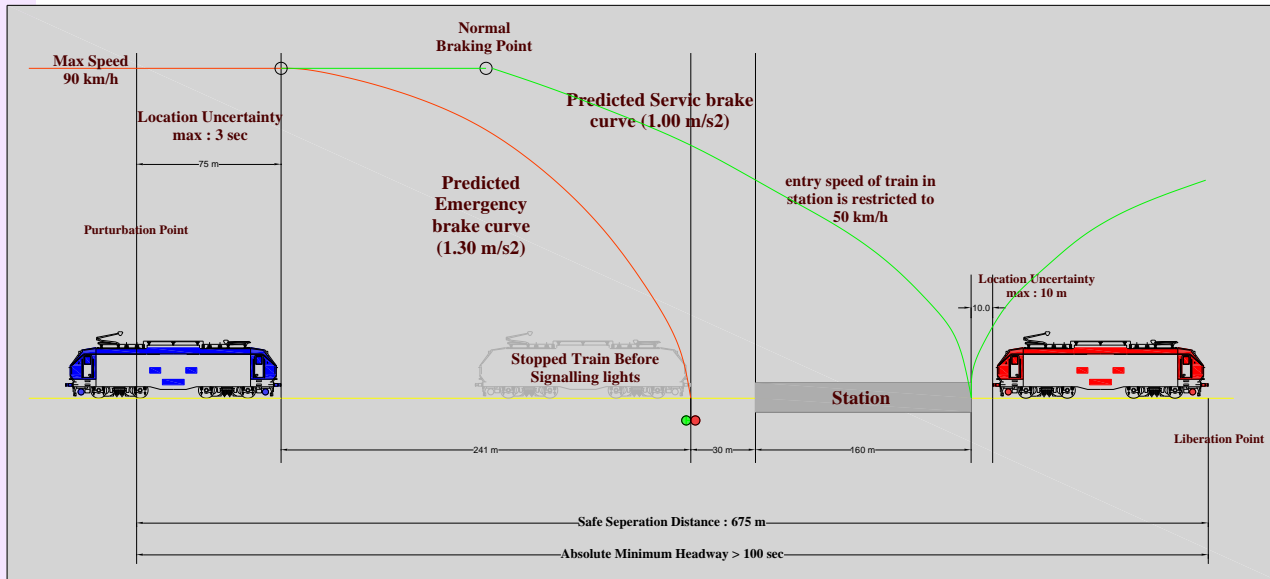 Normal
Braking Point
Max Speed
90 km/h
Predicted Servic brake
curve (1.00 m/s2)
Location Uncertainty
max : 3 sec
75 m
Predicted
Emergency
brake curve
(1.30 m/s2)
entry speed of train in
station is restricted to
50 km/h
Purturbation Point
Location Uncertainty
max : 10 m
10.0
Stopped Train Before
Signalling lights
Station
Liberation Point
241 m
30 m
160 m
Safe Seperation Distance : 675 m
Absolute Minimum Headway > 100 sec